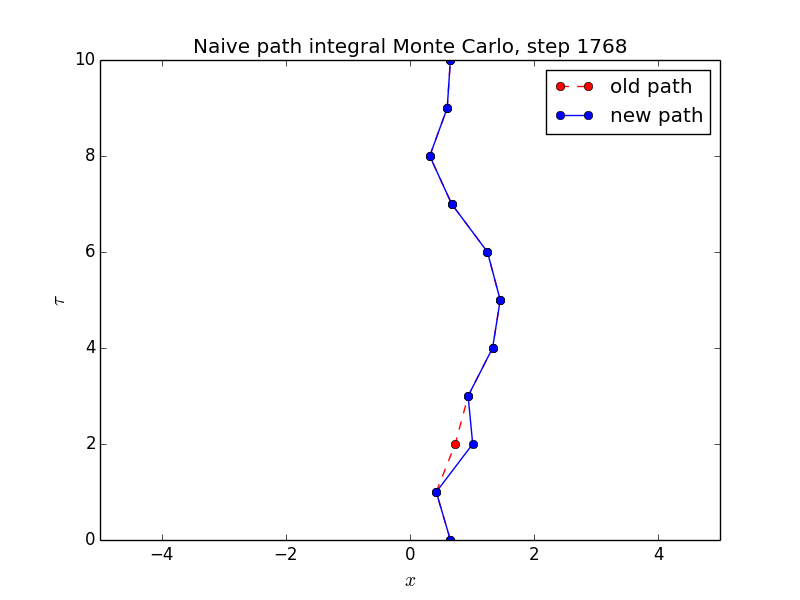 Naive path integral Monte Carlo, step 1768
old path
new path
10
8
6
4
2
0
τ
−4 −2 0 2 4
x